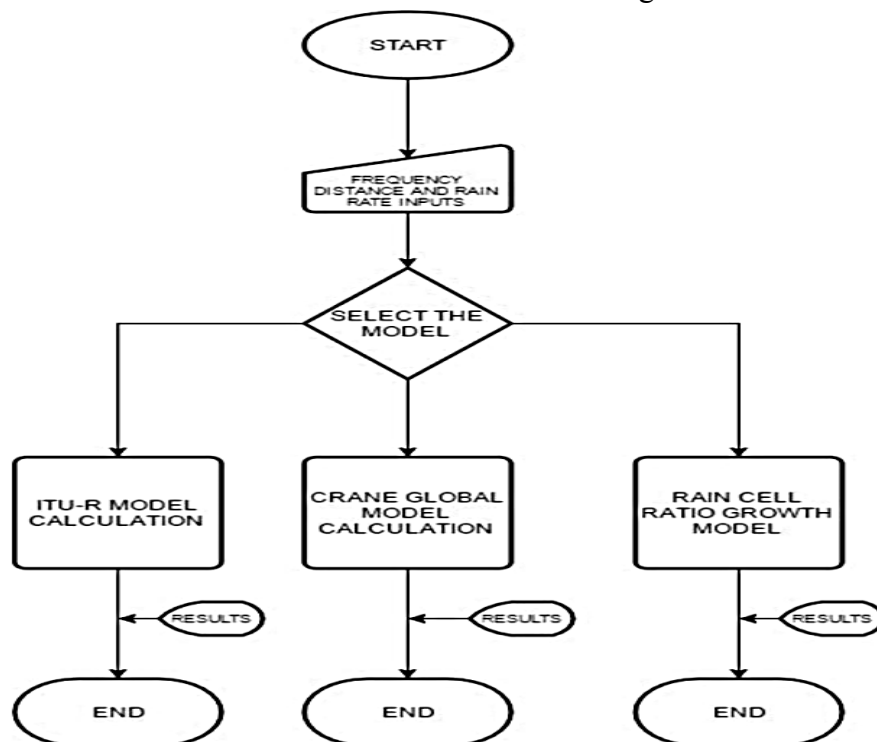 START
FREQUENCY
DISTANCE AND RAIN
RATE INPUTS
SELECT THE
MODEL
ITU-R MODEL
CALCULATION
CRANE GLOBAL
MODEL
CALCULATION
RAIN CELL
RATIO GROWTH
MODEL
RESULTS
RESULTS
RESULTS
END
END
END